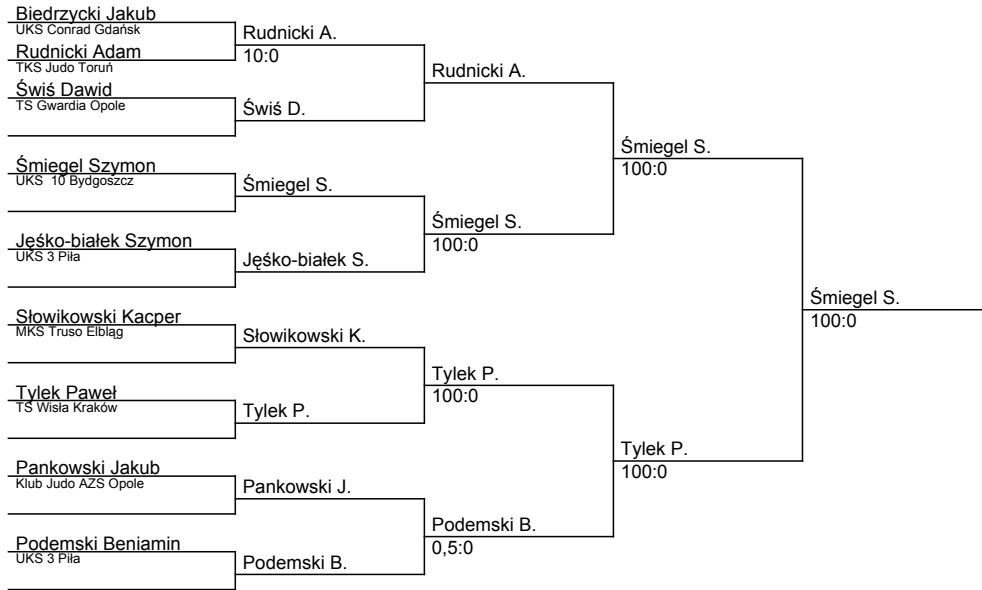 Biedrzycki Jakub
UKS Conrad Gdańsk
Rudnicki A.
10:0
Rudnicki Adam
TKS Judo Toruń
Rudnicki A.
Świś Dawid
TS Gwardia Opole
Świś D.
Śmiegel S.
100:0
Śmiegel Szymon
UKS 10 Bydgoszcz
Śmiegel S.
Śmiegel S.
100:0
Jęśko-białek Szymon
UKS 3 Piła
Jęśko-białek S.
Śmiegel S.
100:0
Słowikowski Kacper
MKS Truso Elbląg
Słowikowski K.
Tylek P.
100:0
Tylek Paweł
TS Wisła Kraków
Tylek P.
Tylek P.
100:0
Pankowski Jakub
Klub Judo AZS Opole
Pankowski J.
Podemski B.
0,5:0
Podemski Beniamin
UKS 3 Piła
Podemski B.